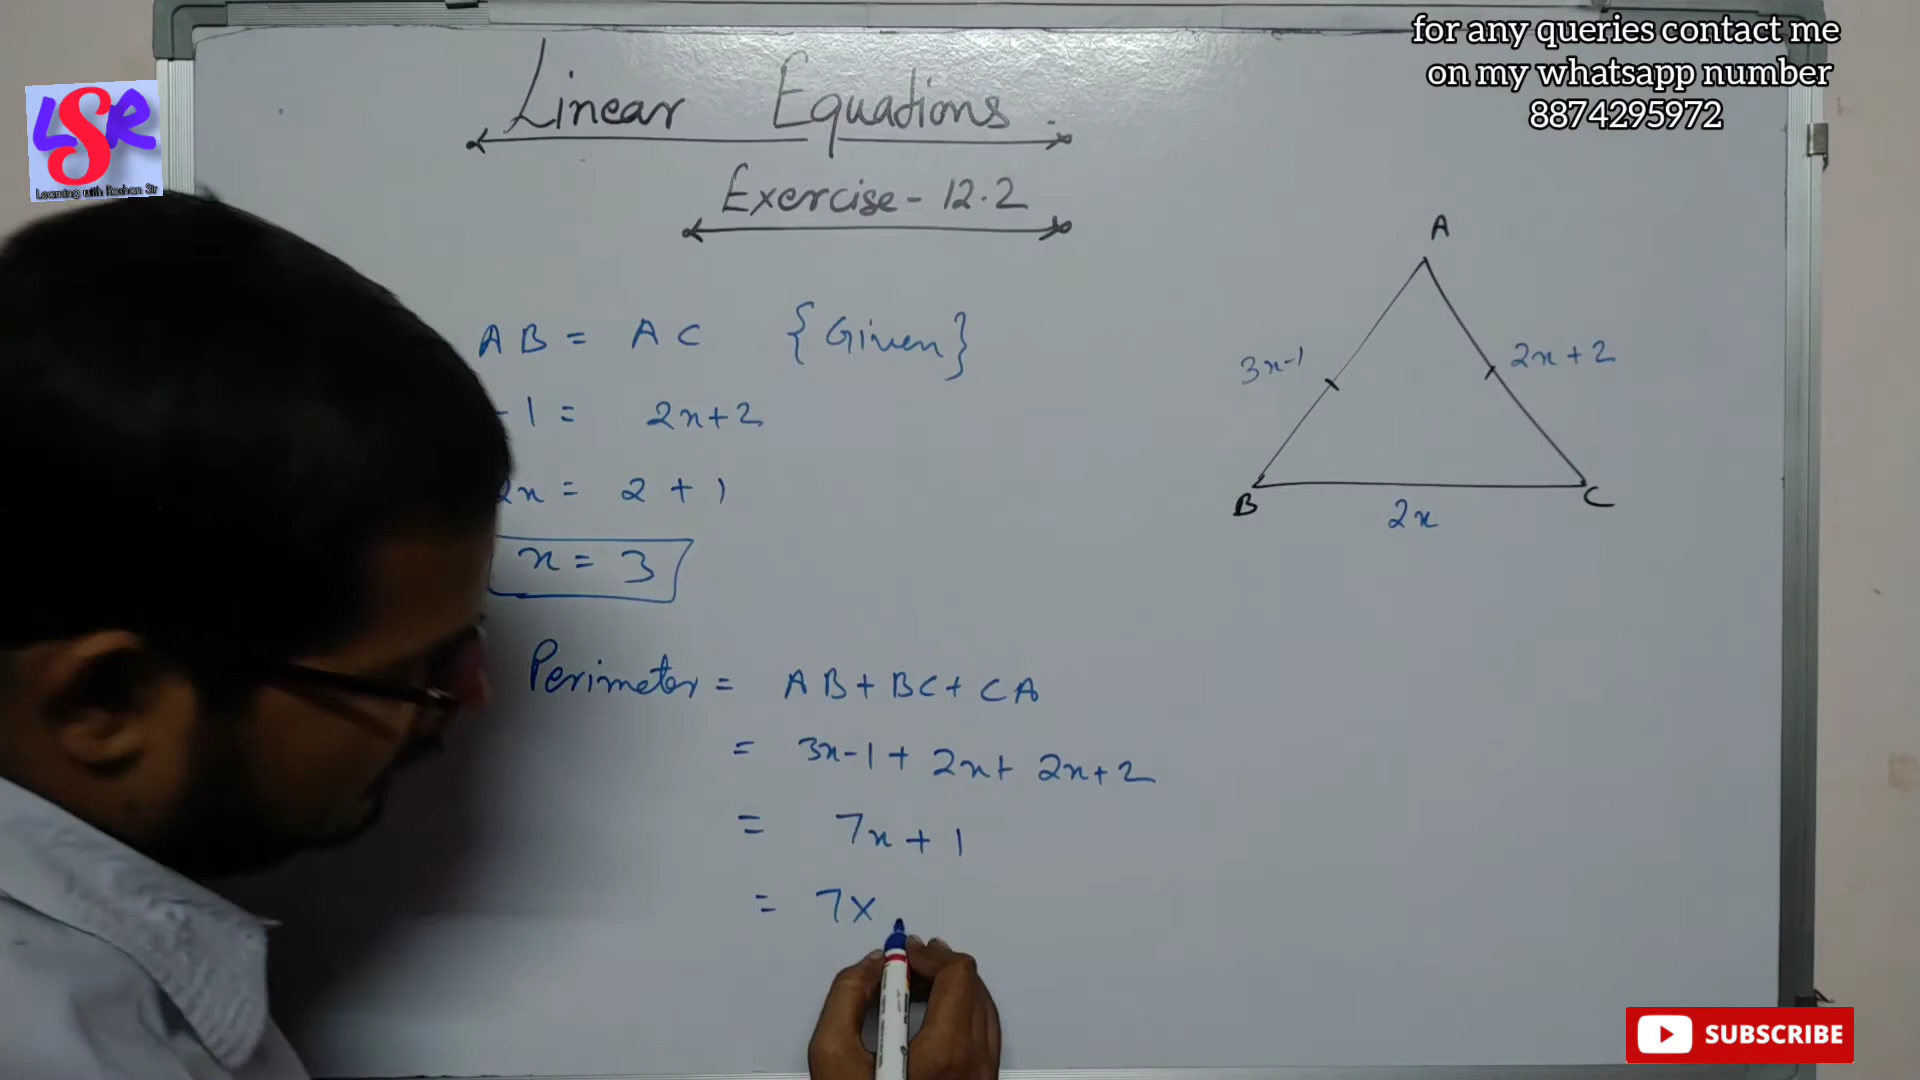 for any queries contact me
on my whatsapp number
8874295972
LSR
Learning with Roshan Sir
Linear Equations.
Exercise - 12.2
AB = AC {Given}
- 1 = 2x+2
2x = 2 + 1
x = 3
Perimeter = AB + BC + CA
= 3x-1 + 2x + 2x+2
= 7x + 1
= 7x
A
3x-1
2x+2
B
C
2x
SUBSCRIBE